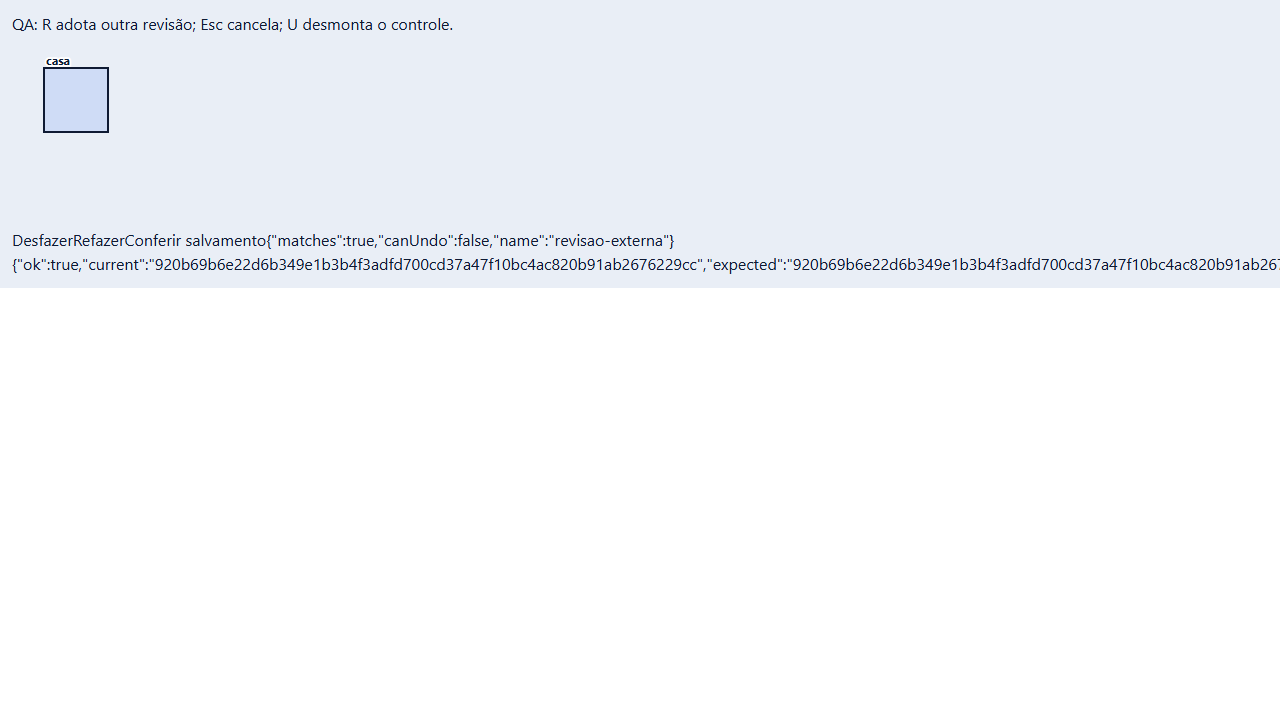 QA: R adota outra revisão; Esc cancela; U desmonta o controle.
casa
DesfazerRefazerConferir salvamento{"matches":true,"canUndo":false,"name":"revisao-externa"}
{"ok":true,"current":"920b69b6e22d6b349e1b3b4f3adfd700cd37a47f10bc4ac820b91ab2676229cc","expected":"920b69b6e22d6b349e1b3b4f3adfd700cd37a47f10bc4ac820b91ab267